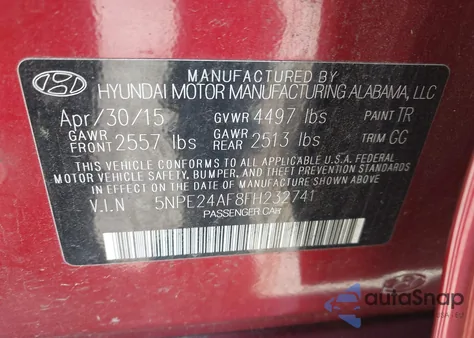 MANUFACTURED BY
HYUNDAI MOTOR MANUFACTURING ALABAMA, LLC
Apr/30/15 GVWR 4497 lbs PAINT TR
GAWR FRONT 2557 lbs GAWR REAR 2513 lbs TRIM GG
THIS VEHICLE CONFORMS TO ALL APPLICABLE U.S.A. FEDERAL
MOTOR VEHICLE SAFETY, BUMPER, AND THEFT PREVENTION STANDARDS
IN EFFECT ON THE DATE OF MANUFACTURE SHOWN ABOVE.
V.I.N 5NPE24AF8FH232741
PASSENGER CAR
autaSnap